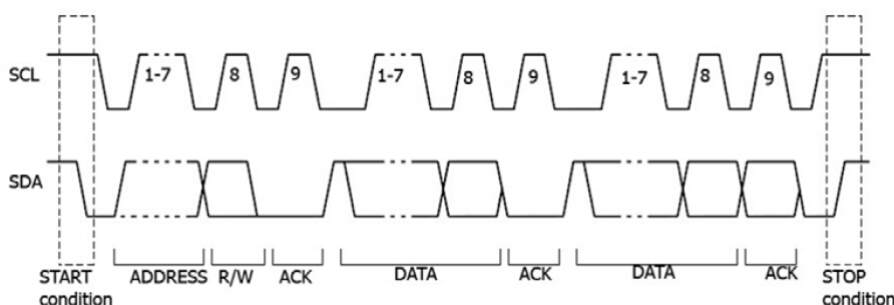 SCL
1-7 8 9 1-7 8 9 1-7 8 9
SDA
START ADDRESS R/W ACK DATA ACK DATA ACK STOP
condition condition